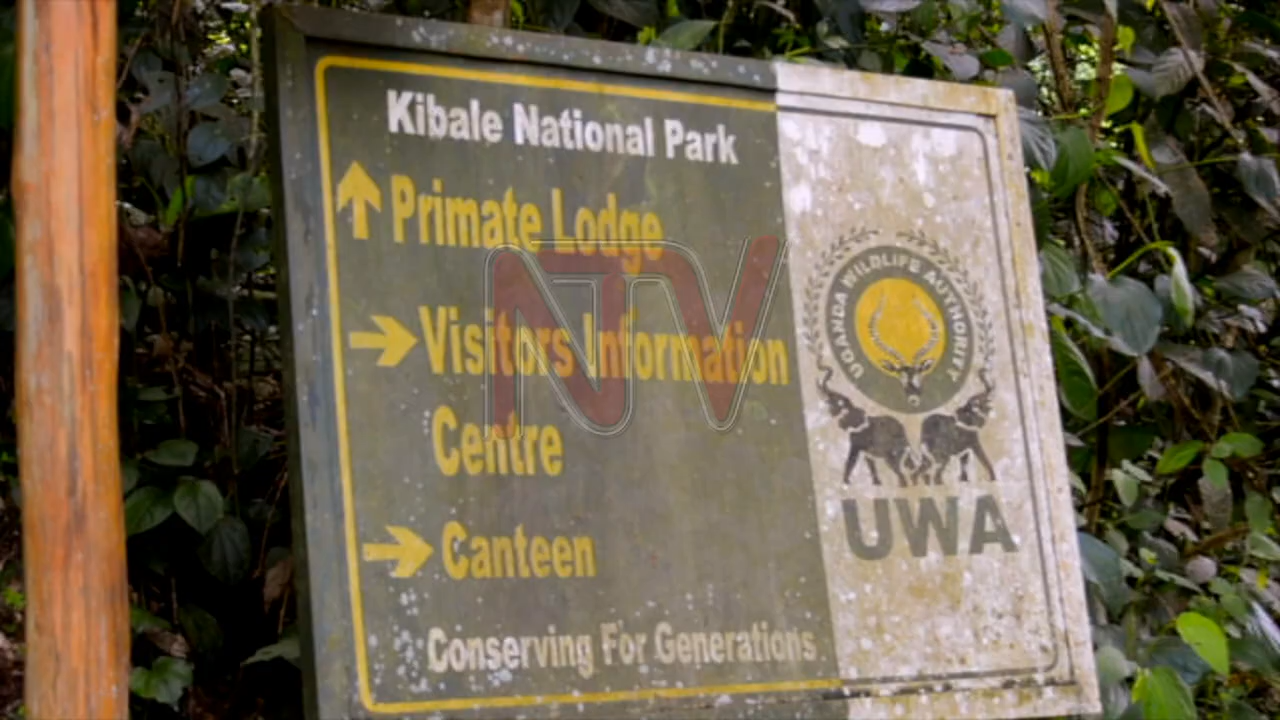 Kibale National Park
Primate Lodge
Visitors Information
Centre
Canteen
Conserving For Generations
NTV
UGANDA WILDLIFE AUTHORITY
UWA